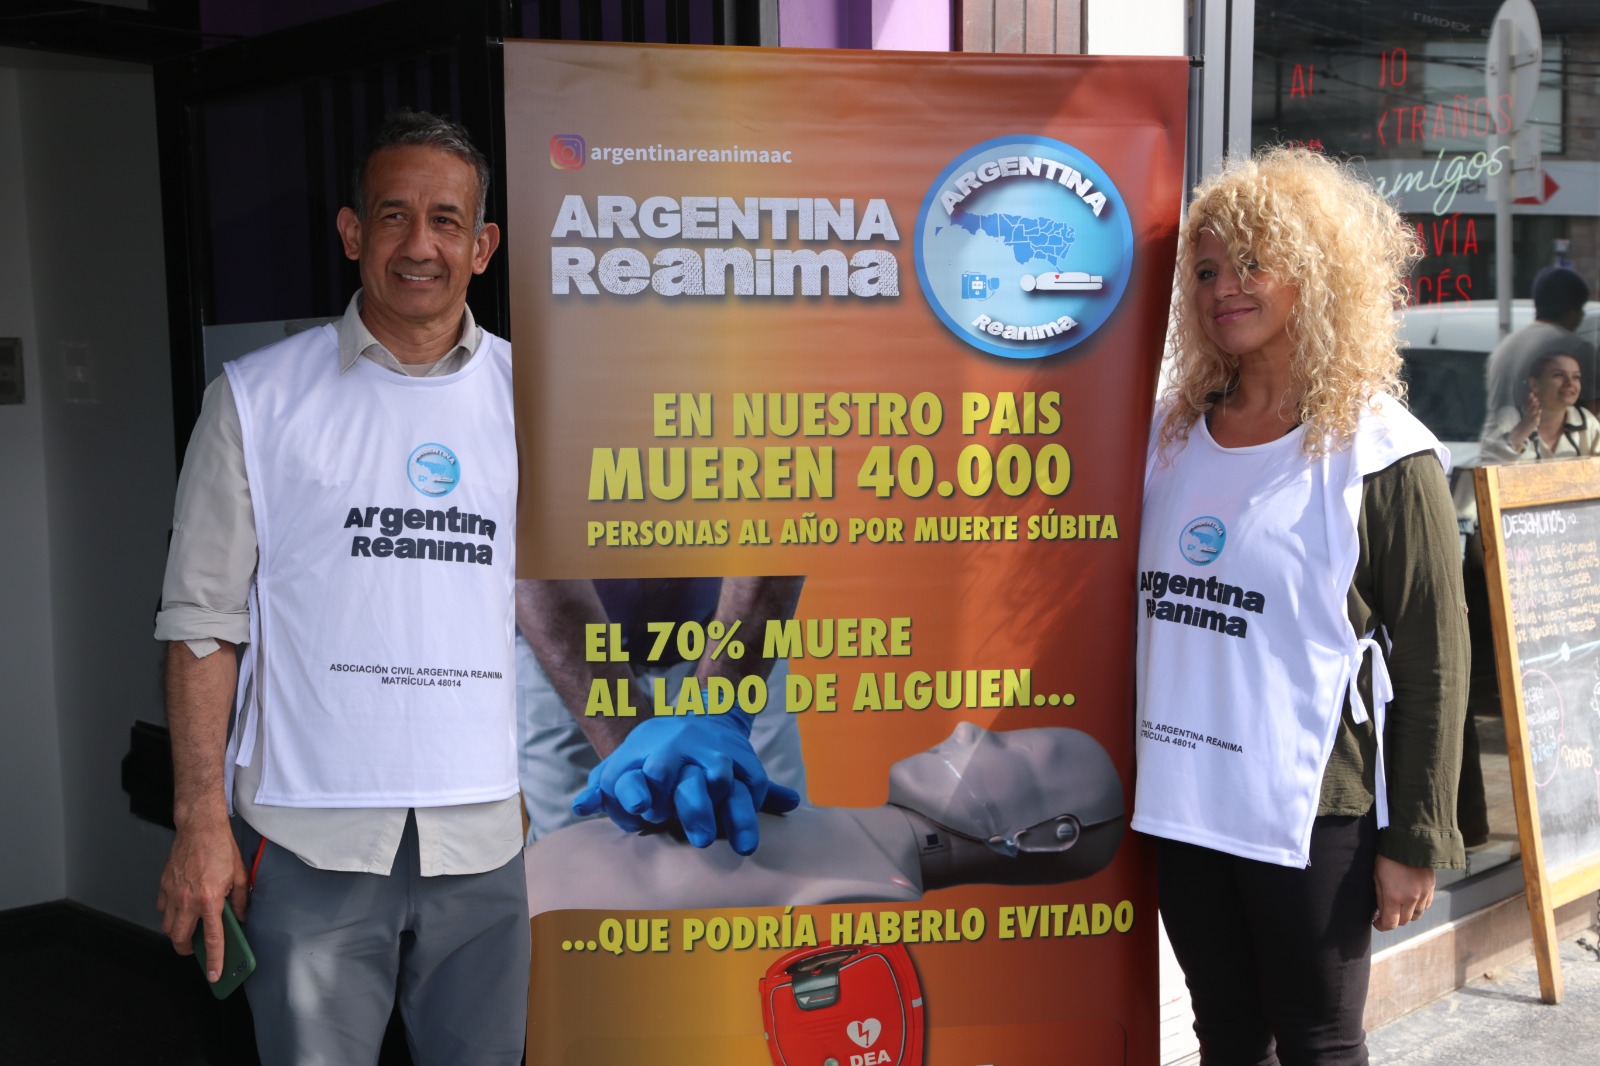 argentinareanimaac
ARGENTINA
Reanima
ARGENTINA
Reanima
EN NUESTRO PAIS
MUEREN 40.000
PERSONAS AL AÑO POR MUERTE SÚBITA
EL 70% MUERE
AL LADO DE ALGUIEN...
...QUE PODRÍA HABERLO EVITADO
DEA
Argentina
Reanima
ASOCIACIÓN CIVIL ARGENTINA REANIMA
MATRÍCULA 48014
Argentina
Reanima
CIVIL ARGENTINA REANIMA
48014
amigos
DESAYUNOS
PROMOS